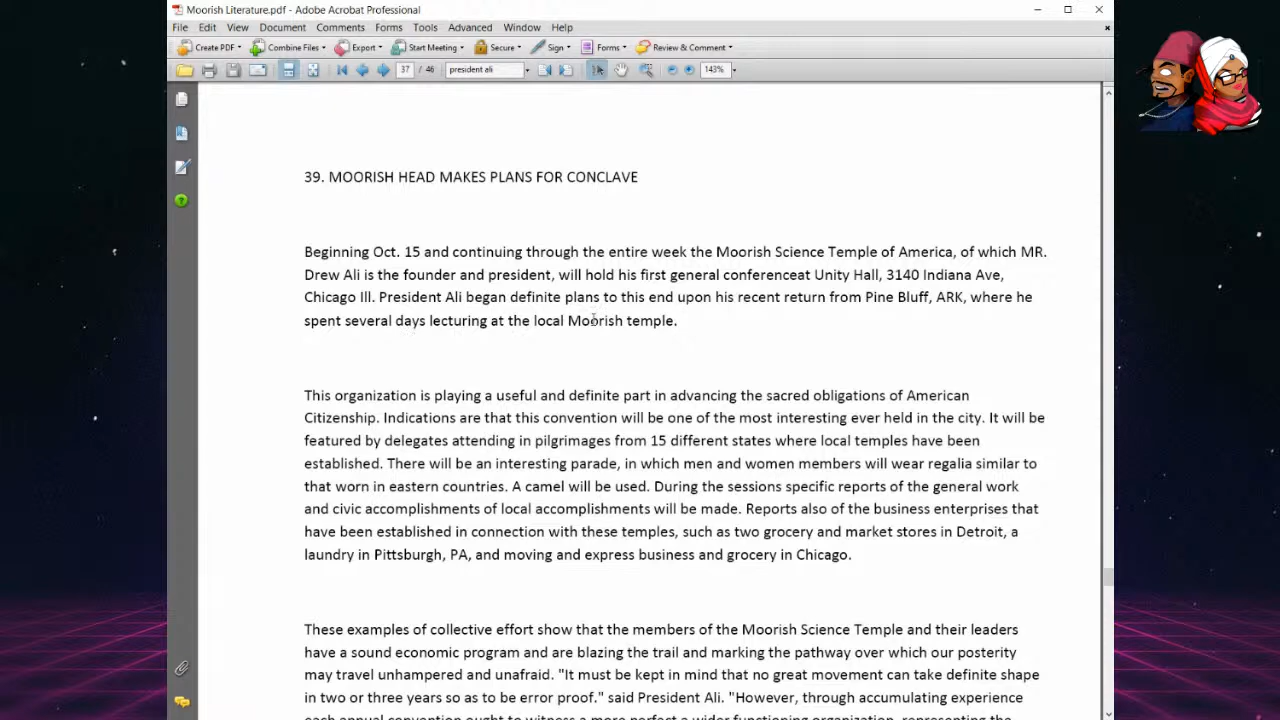 Moorish Literature.pdf - Adobe Acrobat Professional
File Edit View Document Comments Forms Tools Advanced Window Help
Create PDF Combine Files Export Start Meeting Secure Sign Forms Review & Comment
37 / 46 president ali 143%
39. MOORISH HEAD MAKES PLANS FOR CONCLAVE
Beginning Oct. 15 and continuing through the entire week the Moorish Science Temple of America, of which MR.
Drew Ali is the founder and president, will hold his first general conferenceat Unity Hall, 3140 Indiana Ave,
Chicago Ill. President Ali began definite plans to this end upon his recent return from Pine Bluff, ARK, where he
spent several days lecturing at the local Moorish temple.
This organization is playing a useful and definite part in advancing the sacred obligations of American
Citizenship. Indications are that this convention will be one of the most interesting ever held in the city. It will be
featured by delegates attending in pilgrimages from 15 different states where local temples have been
established. There will be an interesting parade, in which men and women members will wear regalia similar to
that worn in eastern countries. A camel will be used. During the sessions specific reports of the general work
and civic accomplishments of local accomplishments will be made. Reports also of the business enterprises that
have been established in connection with these temples, such as two grocery and market stores in Detroit, a
laundry in Pittsburgh, PA, and moving and express business and grocery in Chicago.
These examples of collective effort show that the members of the Moorish Science Temple and their leaders
have a sound economic program and are blazing the trail and marking the pathway over which our posterity
may travel unhampered and unafraid. "It must be kept in mind that no great movement can take definite shape
in two or three years so as to be error proof." said President Ali. "However, through accumulating experience
each annual convention ought to witness a more perfect a wider functioning organization, representing the